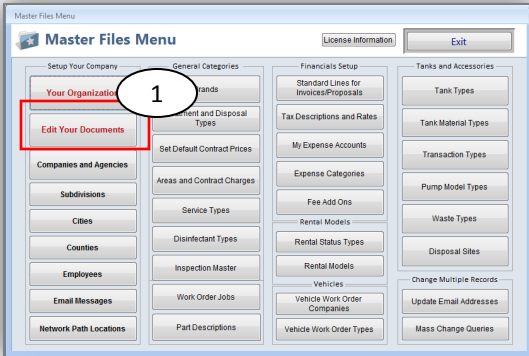 Master Files Menu
Master Files Menu
License Information
Exit
Setup Your Company
Your Organization
1
Edit Your Documents
Companies and Agencies
Subdivisions
Cities
Counties
Employees
Email Messages
Network Path Locations
General Categories
and Disposal
Types
Set Default Contract Prices
Areas and Contract Charges
Service Types
Disinfectant Types
Inspection Master
Work Order Jobs
Part Descriptions
Financials Setup
Standard Lines for
Invoices/Proposals
Tax Descriptions and Rates
My Expense Accounts
Expense Categories
Fee Add Ons
Rental Models
Rental Status Types
Rental Models
Vehicles
Vehicle Work Order
Companies
Vehicle Work Order Types
Tanks and Accessories
Tank Types
Tank Material Types
Transaction Types
Pump Model Types
Waste Types
Disposal Sites
Change Multiple Records
Update Email Addresses
Mass Change Queries